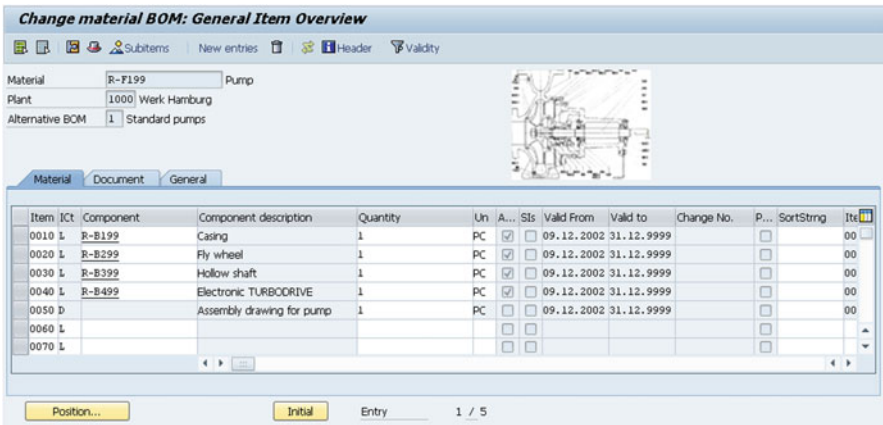 Change material BOM: General Item Overview
Subitems New entries Header Validity
Material R-F199 Pump
Plant 1000 Werk Hamburg
Alternative BOM 1 Standard pumps
Material Document General
Item ICt Component Component description Quantity Un A... SIs Valid From Valid to Change No. P... SortStrng Ite
0010 L R-B199 Casing 1 PC 09.12.2002 31.12.9999 00
0020 L R-B299 Fly wheel 1 PC 09.12.2002 31.12.9999 00
0030 L R-B399 Hollow shaft 1 PC 09.12.2002 31.12.9999 00
0040 L R-B499 Electronic TURBODRIVE 1 PC 09.12.2002 31.12.9999 00
0050 D Assembly drawing for pump 1 PC 09.12.2002 31.12.9999 00
0060 L
0070 L
Position... Initial Entry 1 / 5